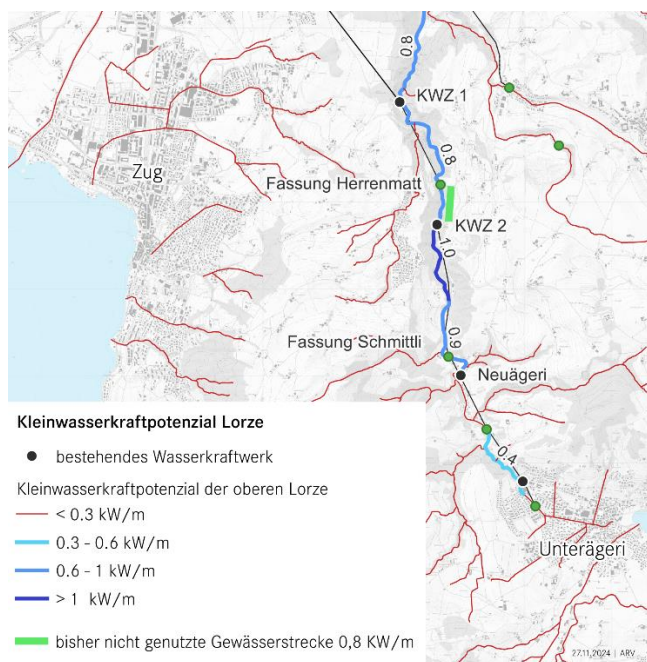 0.8
KWZ 1
0.8
Zug
Fassung Herrenmatt
KWZ 2
1.0
Fassung Schmittli
0.9
Neuägeri
0.4
Unterägeri
Kleinwasserkraftpotenzial Lorze
bestehendes Wasserkraftwerk
Kleinwasserkraftpotenzial der oberen Lorze
< 0.3 kW/m
0.3 - 0.6 kW/m
0.6 - 1 kW/m
> 1 kW/m
bisher nicht genutzte Gewässerstrecke 0,8 KW/m
27.11.2024 | ARV